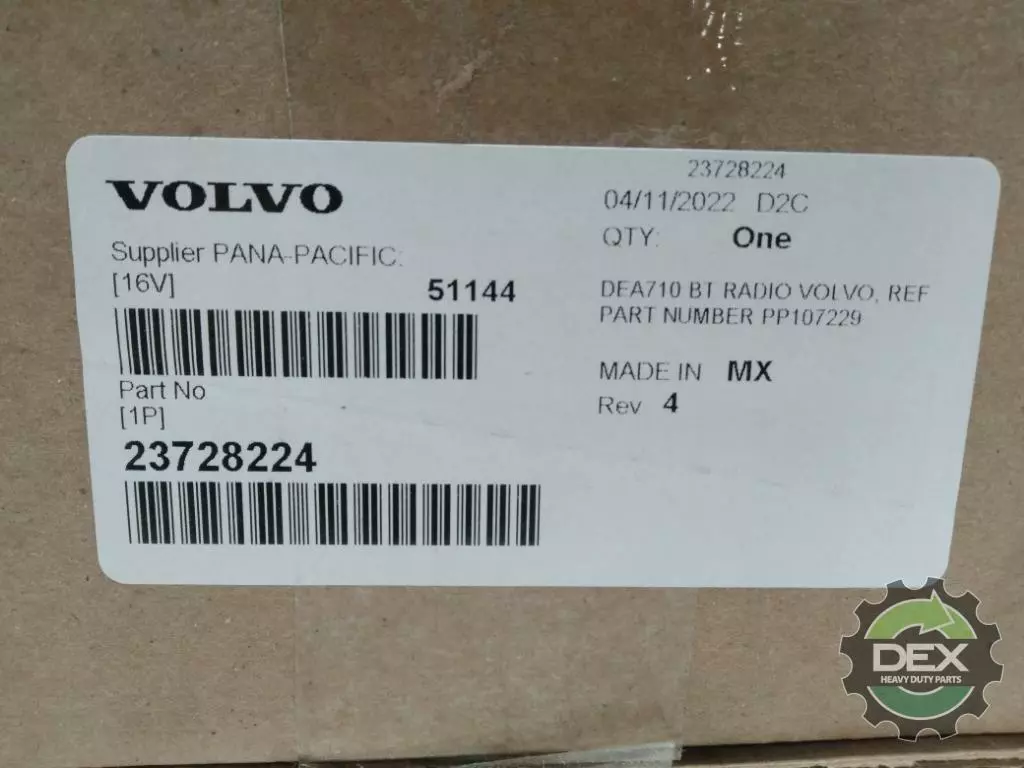 VOLVO
Supplier PANA-PACIFIC:
[16V]
51144
Part No
[1P]
23728224
23728224
04/11/2022 D2C
QTY: One
DEA710 BT RADIO VOLVO, REF
PART NUMBER PP107229
MADE IN MX
Rev 4
DEX
HEAVY DUTY PARTS